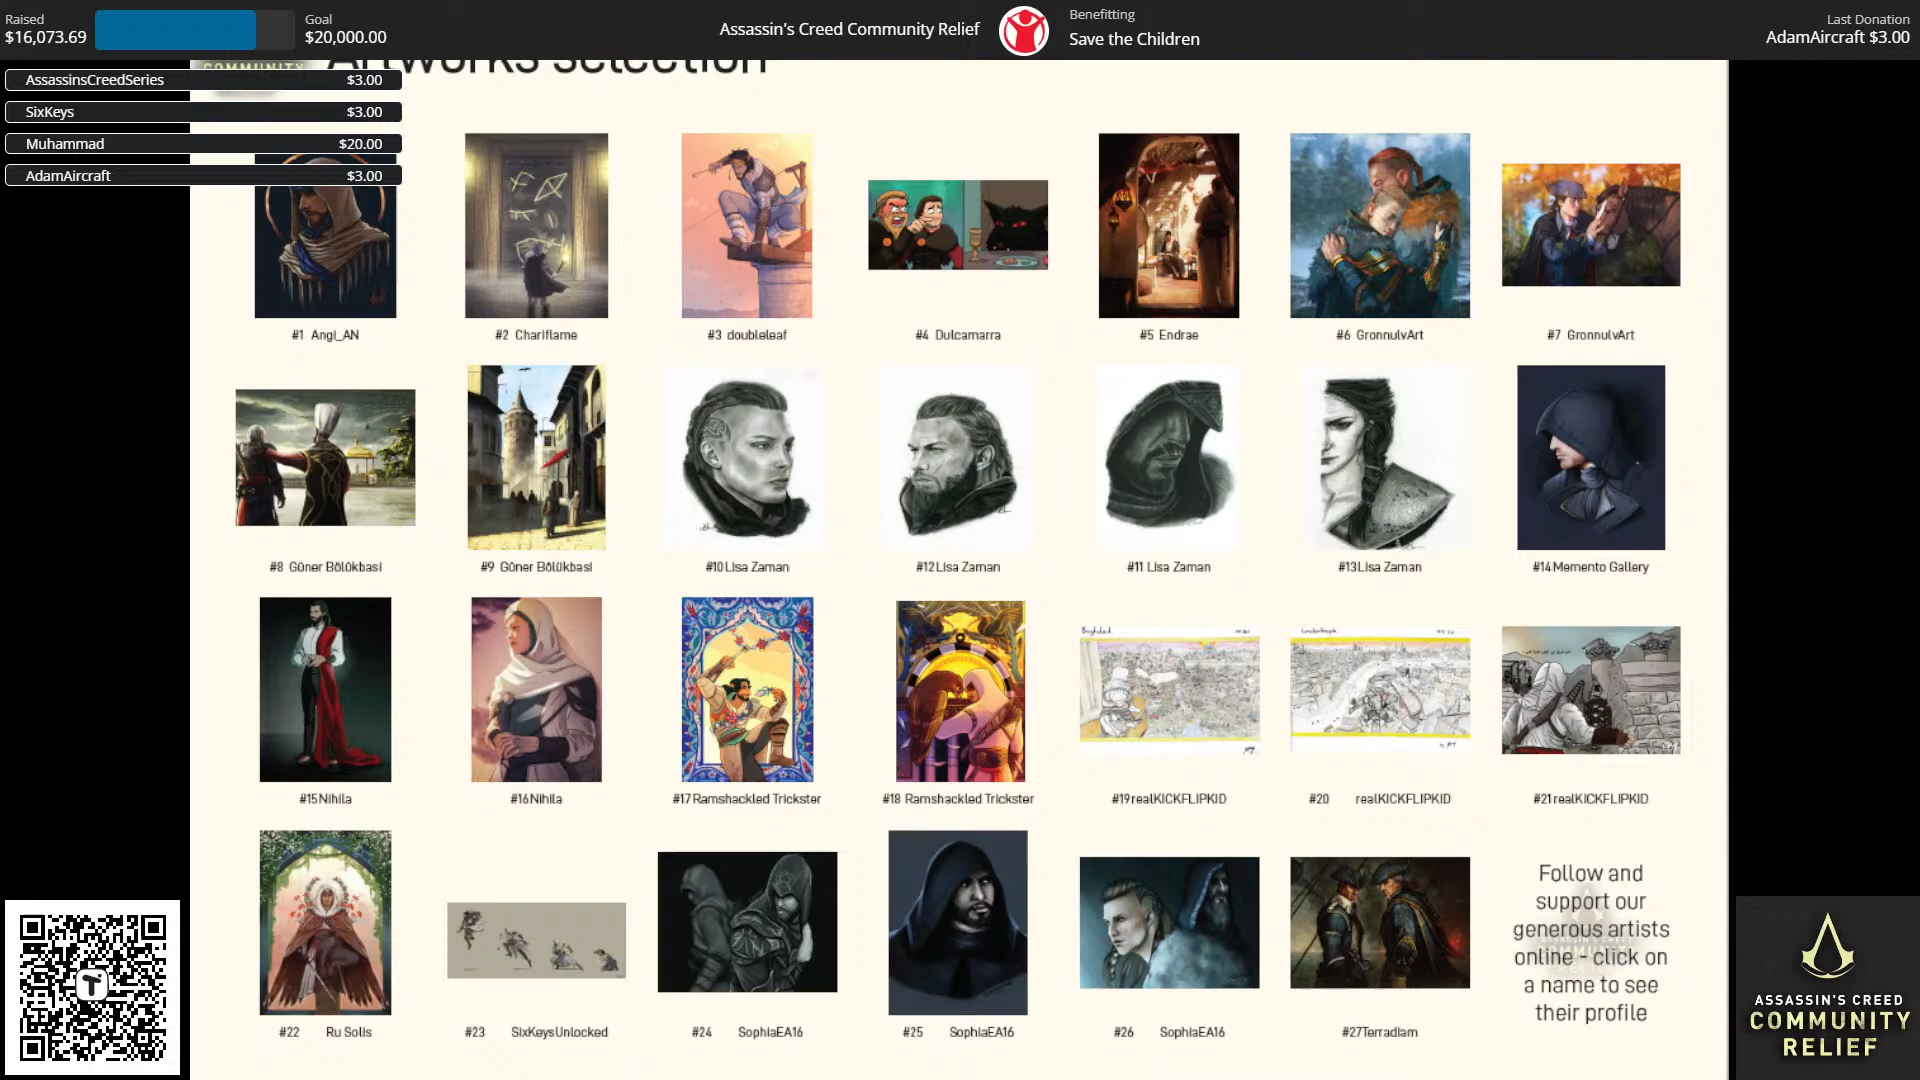 Raised
$16,073.69
Goal
$20,000.00
Assassin's Creed Community Relief
Benefitting
Save the Children
Last Donation
AdamAircraft $3.00
COMMUNITY
Artworks selection
AssassinsCreedSeries $3.00
SixKeys $3.00
Muhammad $20.00
AdamAircraft $3.00
#1 Angi_AN
#2 Chariflame
#3 doubleleaf
#4 Dulcamarra
#5 Endrae
#6 GronnulvArt
#7 GronnulvArt
#8 Güner Bölükbasi
#9 Güner Bölükbasi
#10 Lisa Zaman
#12 Lisa Zaman
#11 Lisa Zaman
#13 Lisa Zaman
#14 Memento Gallery
Baghdad
#15 Nihila
#16 Nihila
#17 Ramshackled Trickster
#18 Ramshackled Trickster
#19 realKICKFLIPKID
#20 realKICKFLIPKID
#21 realKICKFLIPKID
#22 Ru Solis
#23 SixKeysUnlocked
#24 SophiaEA16
#25 SophiaEA16
#26 SophiaEA16
#27 Terradiam
Follow and
support our
generous artists
online - click on
a name to see
their profile
ASSASSIN'S CREED
COMMUNITY
RELIEF